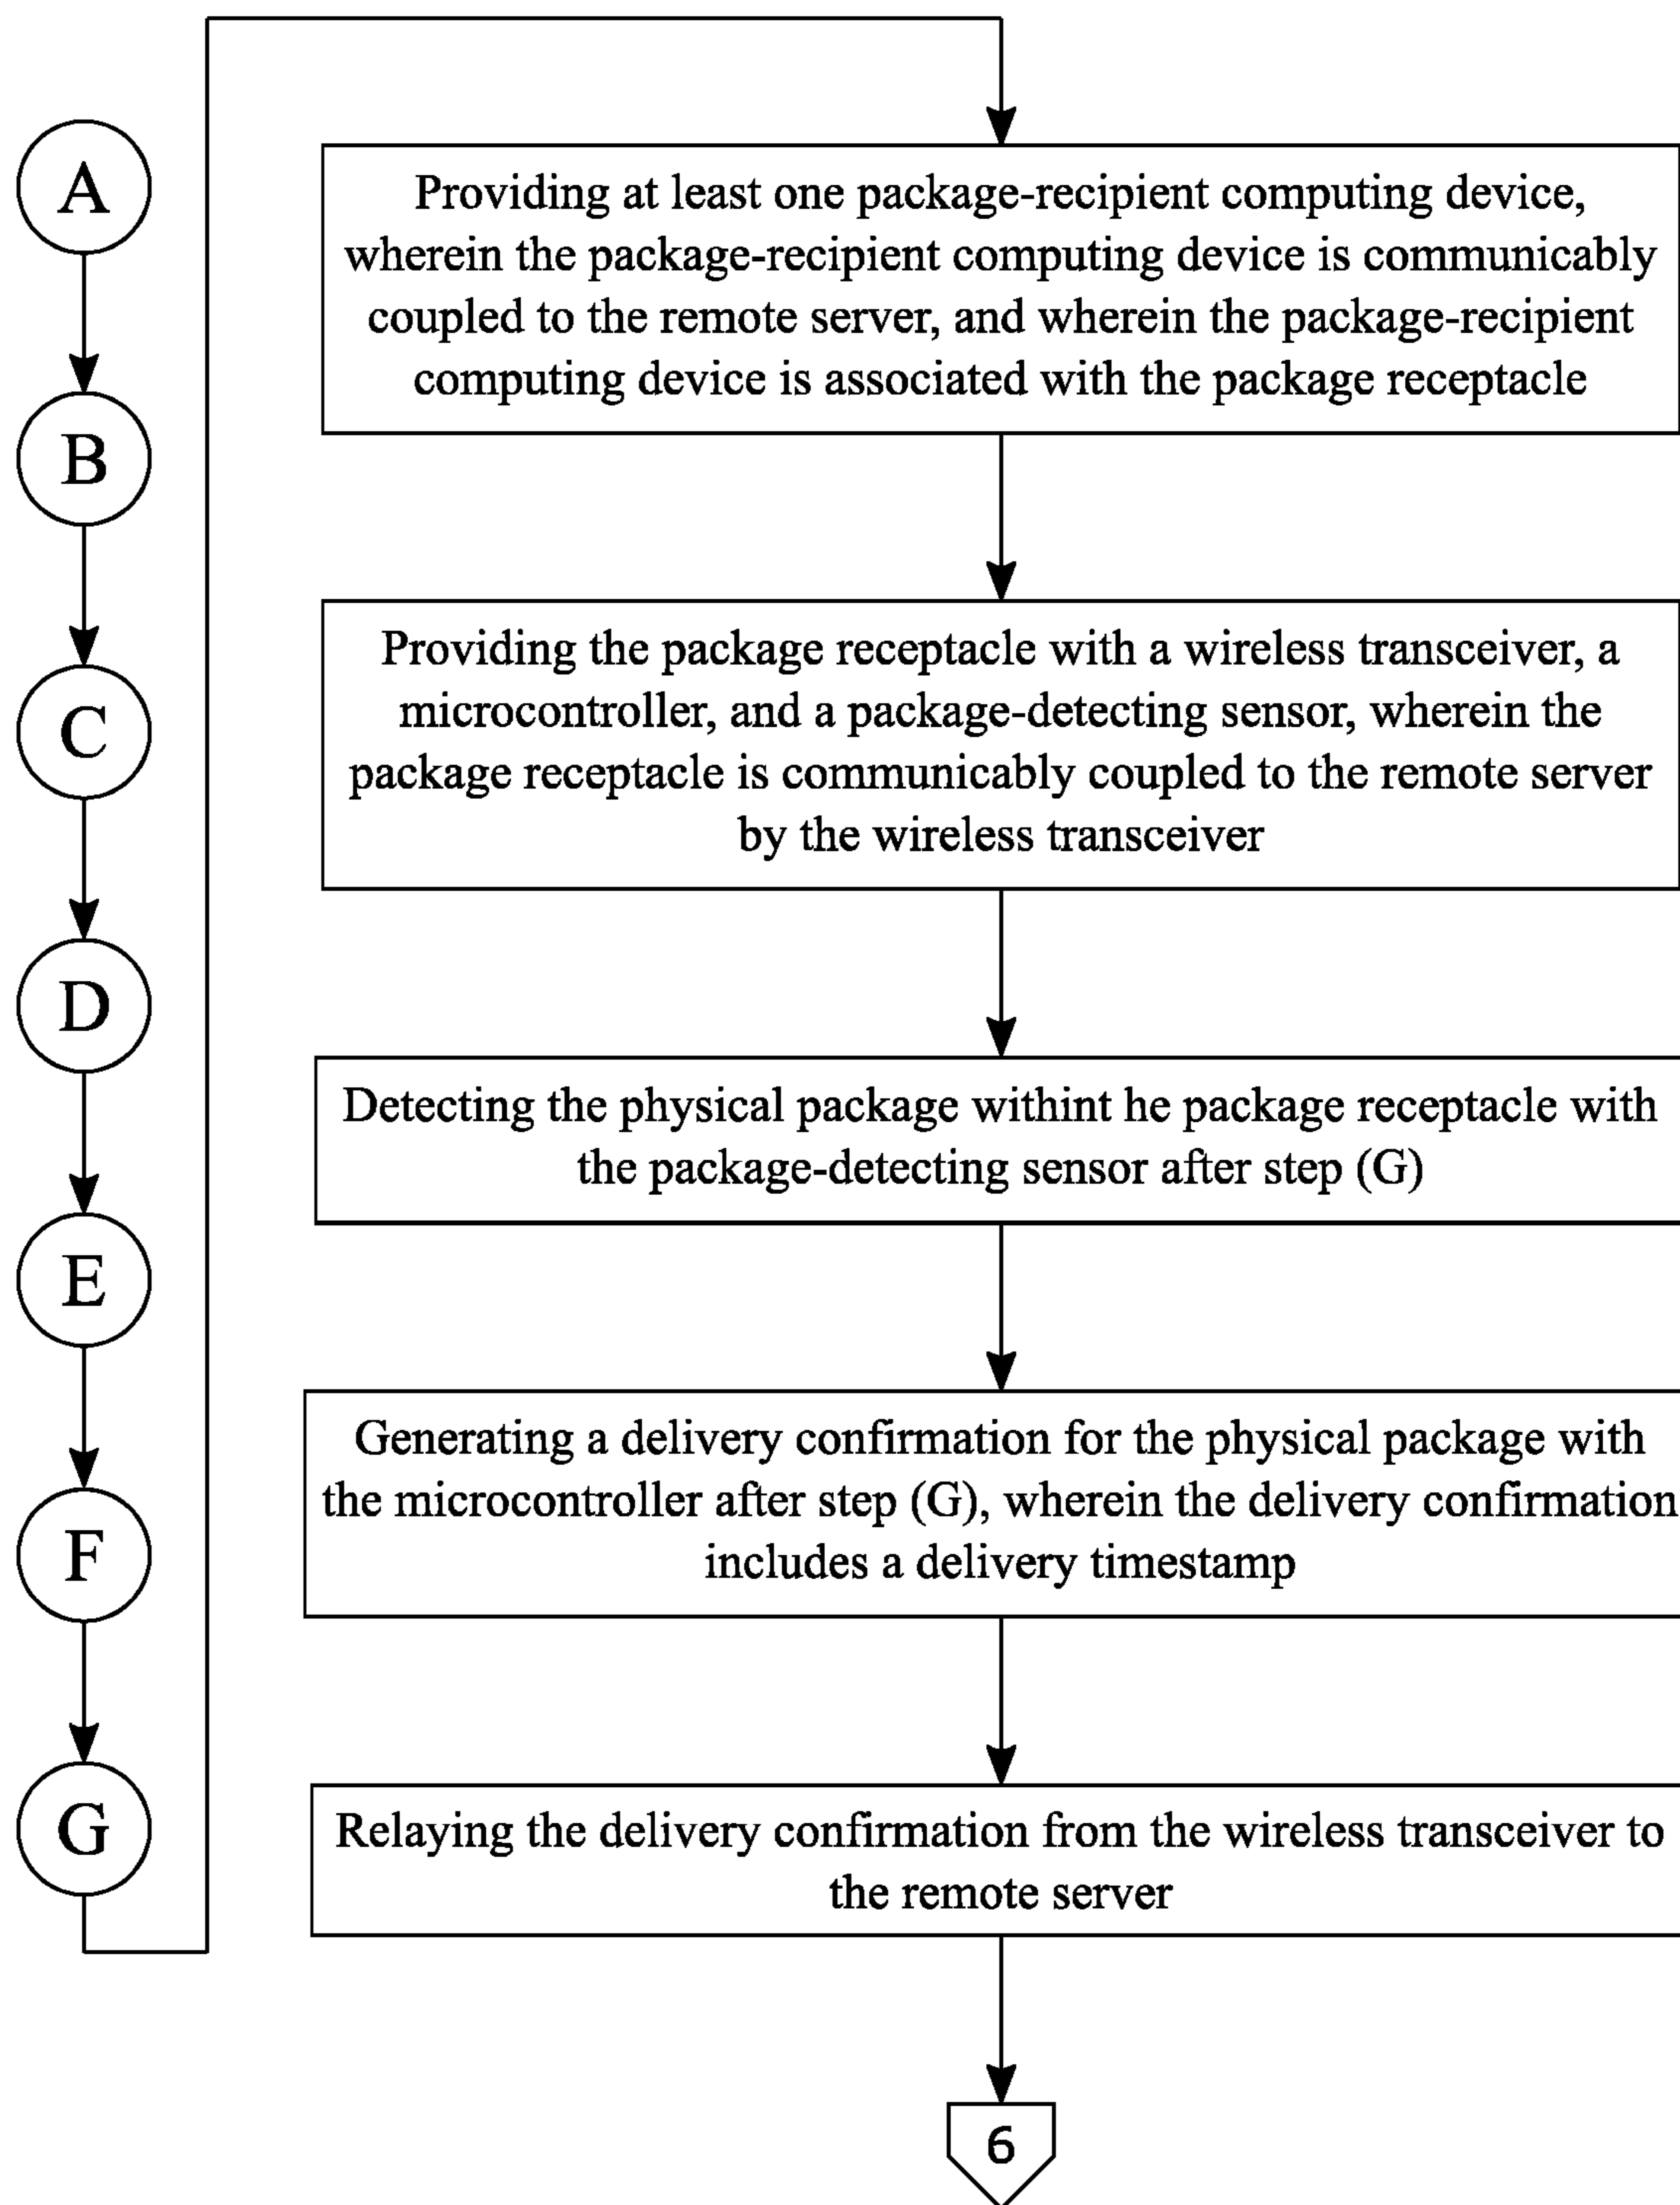 A
B
C
D
E
F
G
Providing at least one package-recipient computing device,
wherein the package-recipient computing device is communicably
coupled to the remote server, and wherein the package-recipient
computing device is associated with the package receptacle
Providing the package receptacle with a wireless transceiver, a
microcontroller, and a package-detecting sensor, wherein the
package receptacle is communicably coupled to the remote server
by the wireless transceiver
Detecting the physical package withint he package receptacle with
the package-detecting sensor after step (G)
Generating a delivery confirmation for the physical package with
the microcontroller after step (G), wherein the delivery confirmation
includes a delivery timestamp
Relaying the delivery confirmation from the wireless transceiver to
the remote server
6